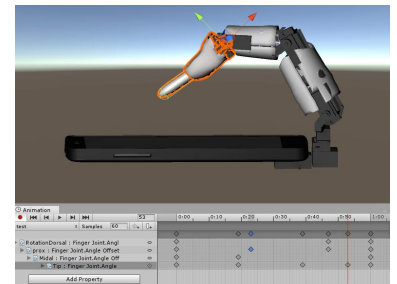 Animation
53
0:00 0:10 0:20 0:30 0:40 0:50 1:00
test Samples 60
RotationDorsal : Finger Joint.Angl
prox : Finger Joint.Angle Offset
Midal : Finger Joint.Angle Off
Tip : Finger Joint.Angle
Add Property